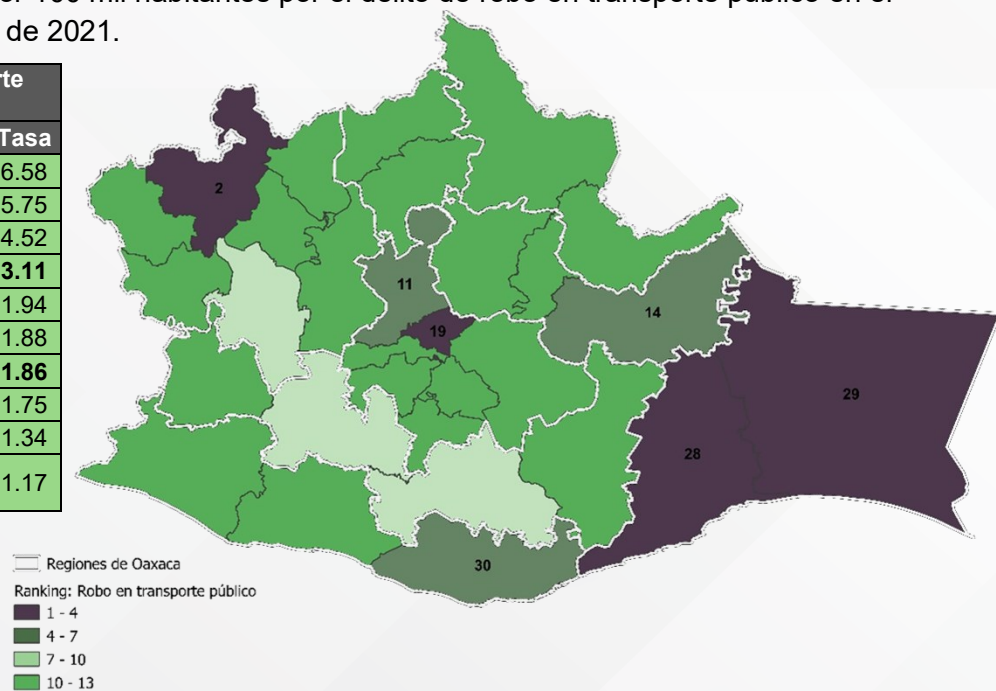 100 mil habitantes por el delito de robo en transporte público en el
de 2021.
Tasa
6.58
5.75
4.52
3.11
1.94
1.88
1.86
1.75
1.34
1.17
2
11
19
14
29
28
30
Regiones de Oaxaca
Ranking: Robo en transporte público
1 - 4
4 - 7
7 - 10
10 - 13